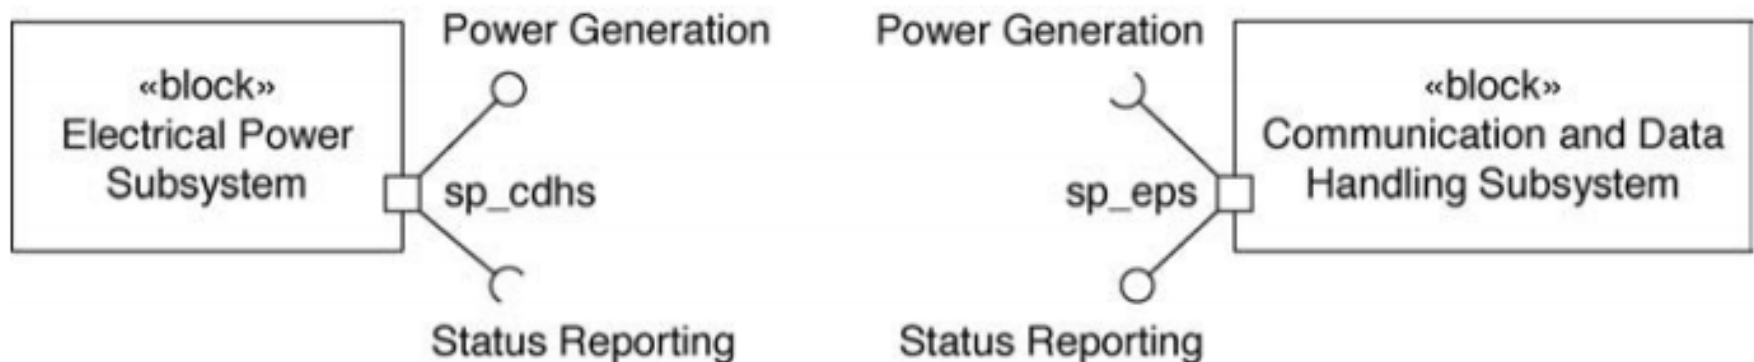 Power Generation
«block»
Electrical Power
Subsystem
sp_cdhs
Status Reporting
Power Generation
«block»
Communication and Data
Handling Subsystem
sp_eps
Status Reporting